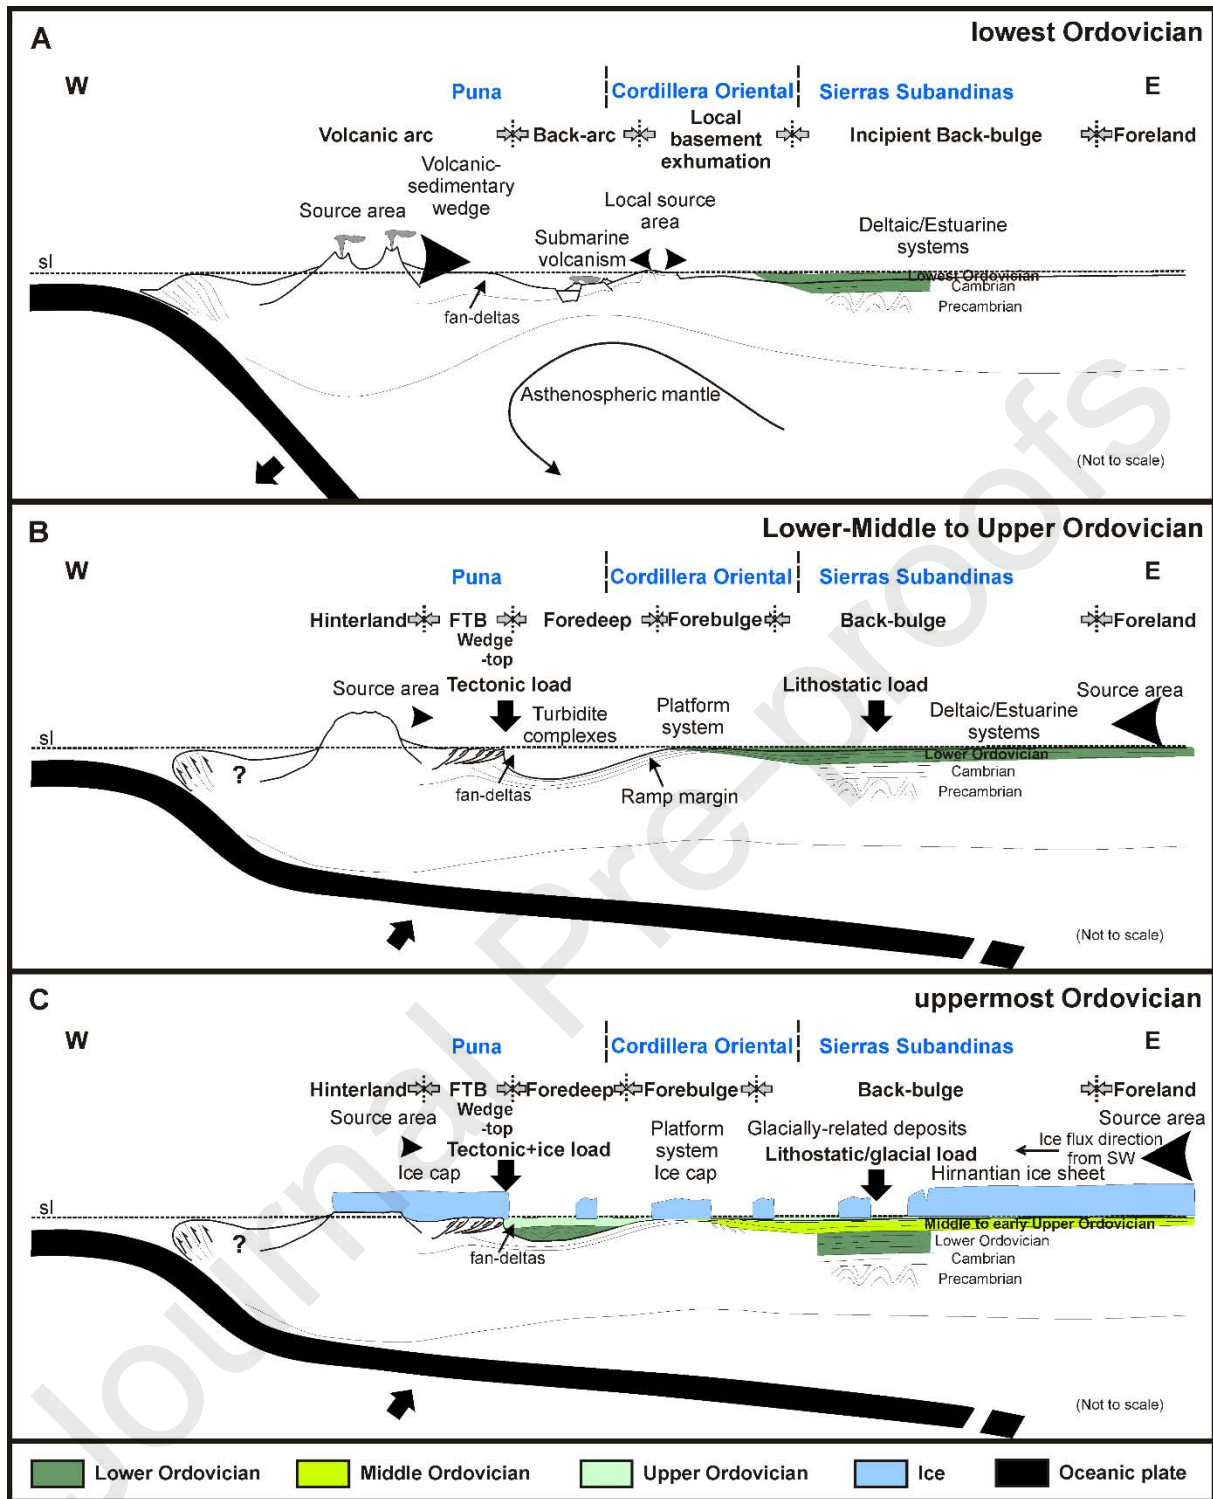 A
lowest Ordovician
W
E
Puna
Cordillera Oriental
Sierras Subandinas
Volcanic arc
Back-arc
Local
basement
exhumation
Incipient Back-bulge
Foreland
Volcanic-
sedimentary
wedge
Source area
Local source
area
Submarine
volcanism
Deltaic/Estuarine
systems
sl
fan-deltas
Lowest Ordovician
Cambrian
Precambrian
Asthenospheric mantle
(Not to scale)
B
Lower-Middle to Upper Ordovician
W
E
Puna
Cordillera Oriental
Sierras Subandinas
Hinterland
FTB
Wedge
-top
Foredeep
Forebulge
Back-bulge
Foreland
Source area
Tectonic load
Turbidite
complexes
Platform
system
Lithostatic load
Deltaic/Estuarine
systems
Source area
sl
?
fan-deltas
Ramp margin
Lower Ordovician
Cambrian
Precambrian
(Not to scale)
C
uppermost Ordovician
W
E
Puna
Cordillera Oriental
Sierras Subandinas
Hinterland
FTB
Wedge
-top
Foredeep
Forebulge
Back-bulge
Foreland
Source area
Tectonic+ice load
Ice cap
Platform
system
Ice cap
Glacially-related deposits
Lithostatic/glacial load
Ice flux direction
from SW
Source area
Hirnantian ice sheet
sl
?
fan-deltas
Middle to early Upper Ordovician
Lower Ordovician
Cambrian
Precambrian
(Not to scale)
Lower Ordovician
Middle Ordovician
Upper Ordovician
Ice
Oceanic plate
Journal Pre-proofs